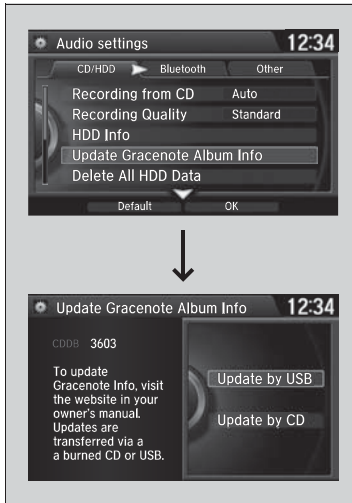 Audio settings 12:34
CD/HDD Bluetooth Other
Recording from CD Auto
Recording Quality Standard
HDD Info
Update Gracenote Album Info
Delete All HDD Data
Default OK
Update Gracenote Album Info 12:34
CDDB 3603
To update
Gracenote Info, visit
the website in your
owner's manual.
Updates are
transferred via a
a burned CD or USB.
Update by USB
Update by CD